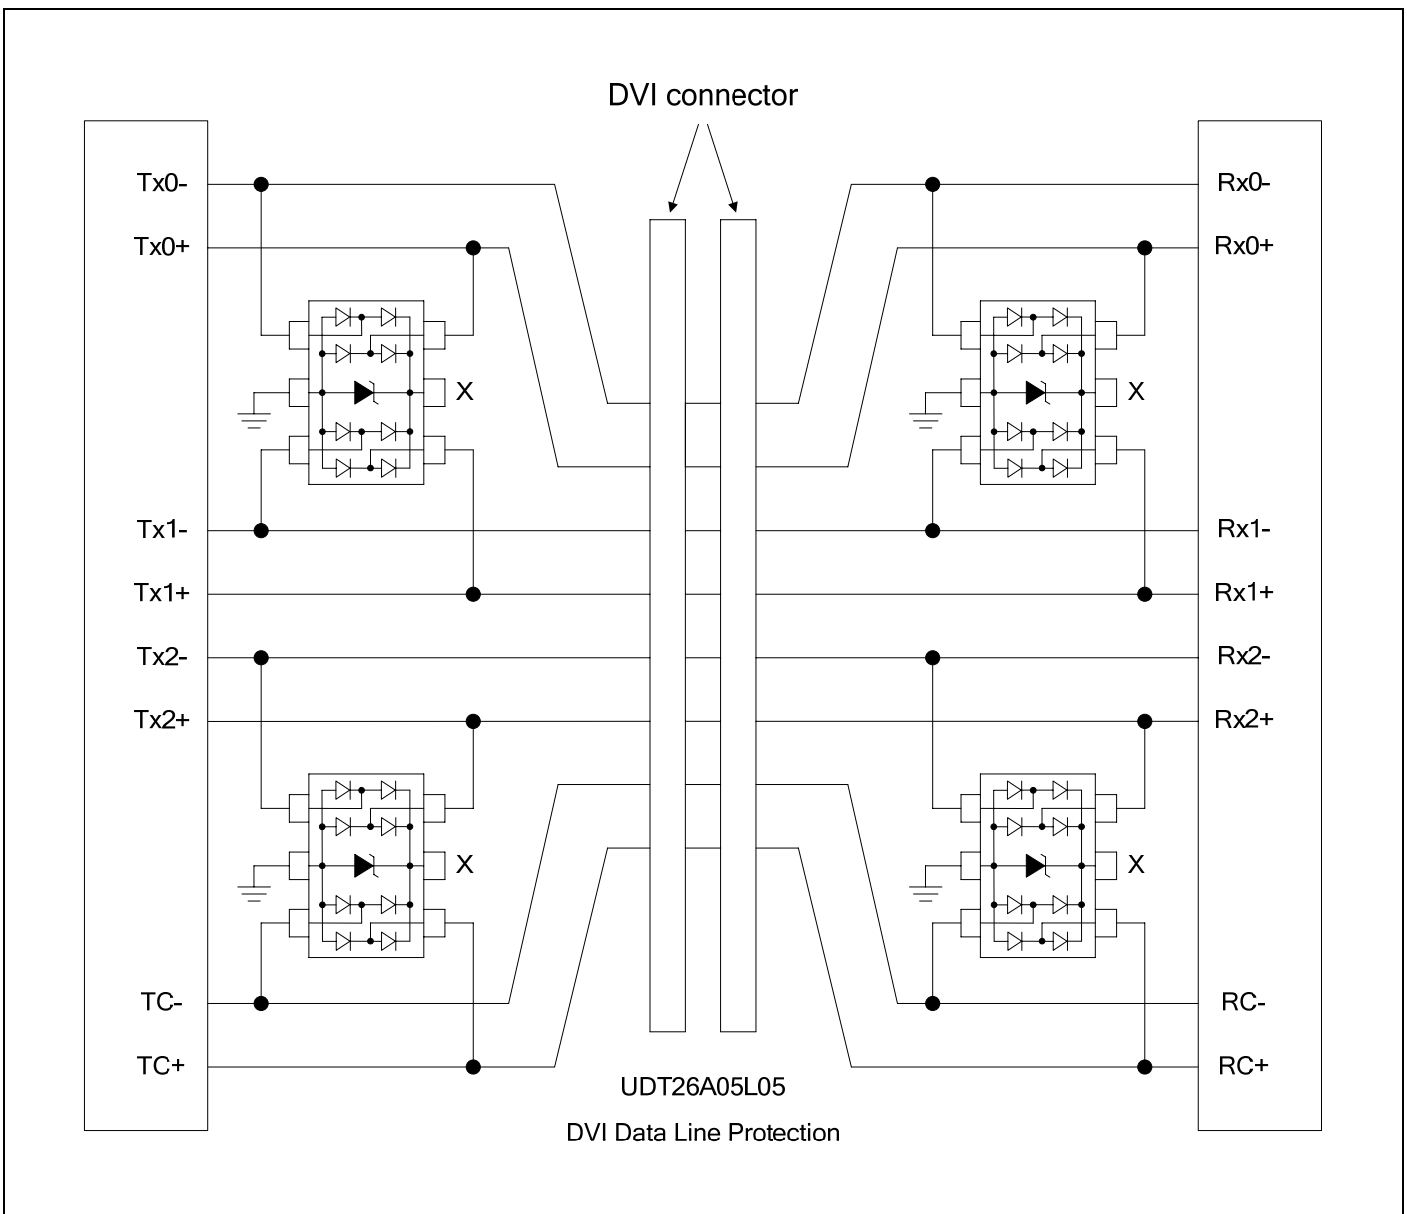 DVI connector
Tx0-
Rx0-
Tx0+
Rx0+
X
X
Tx1-
Rx1-
Tx1+
Rx1+
Tx2-
Rx2-
Tx2+
Rx2+
X
X
TC-
RC-
TC+
RC+
UDT26A05L05
DVI Data Line Protection